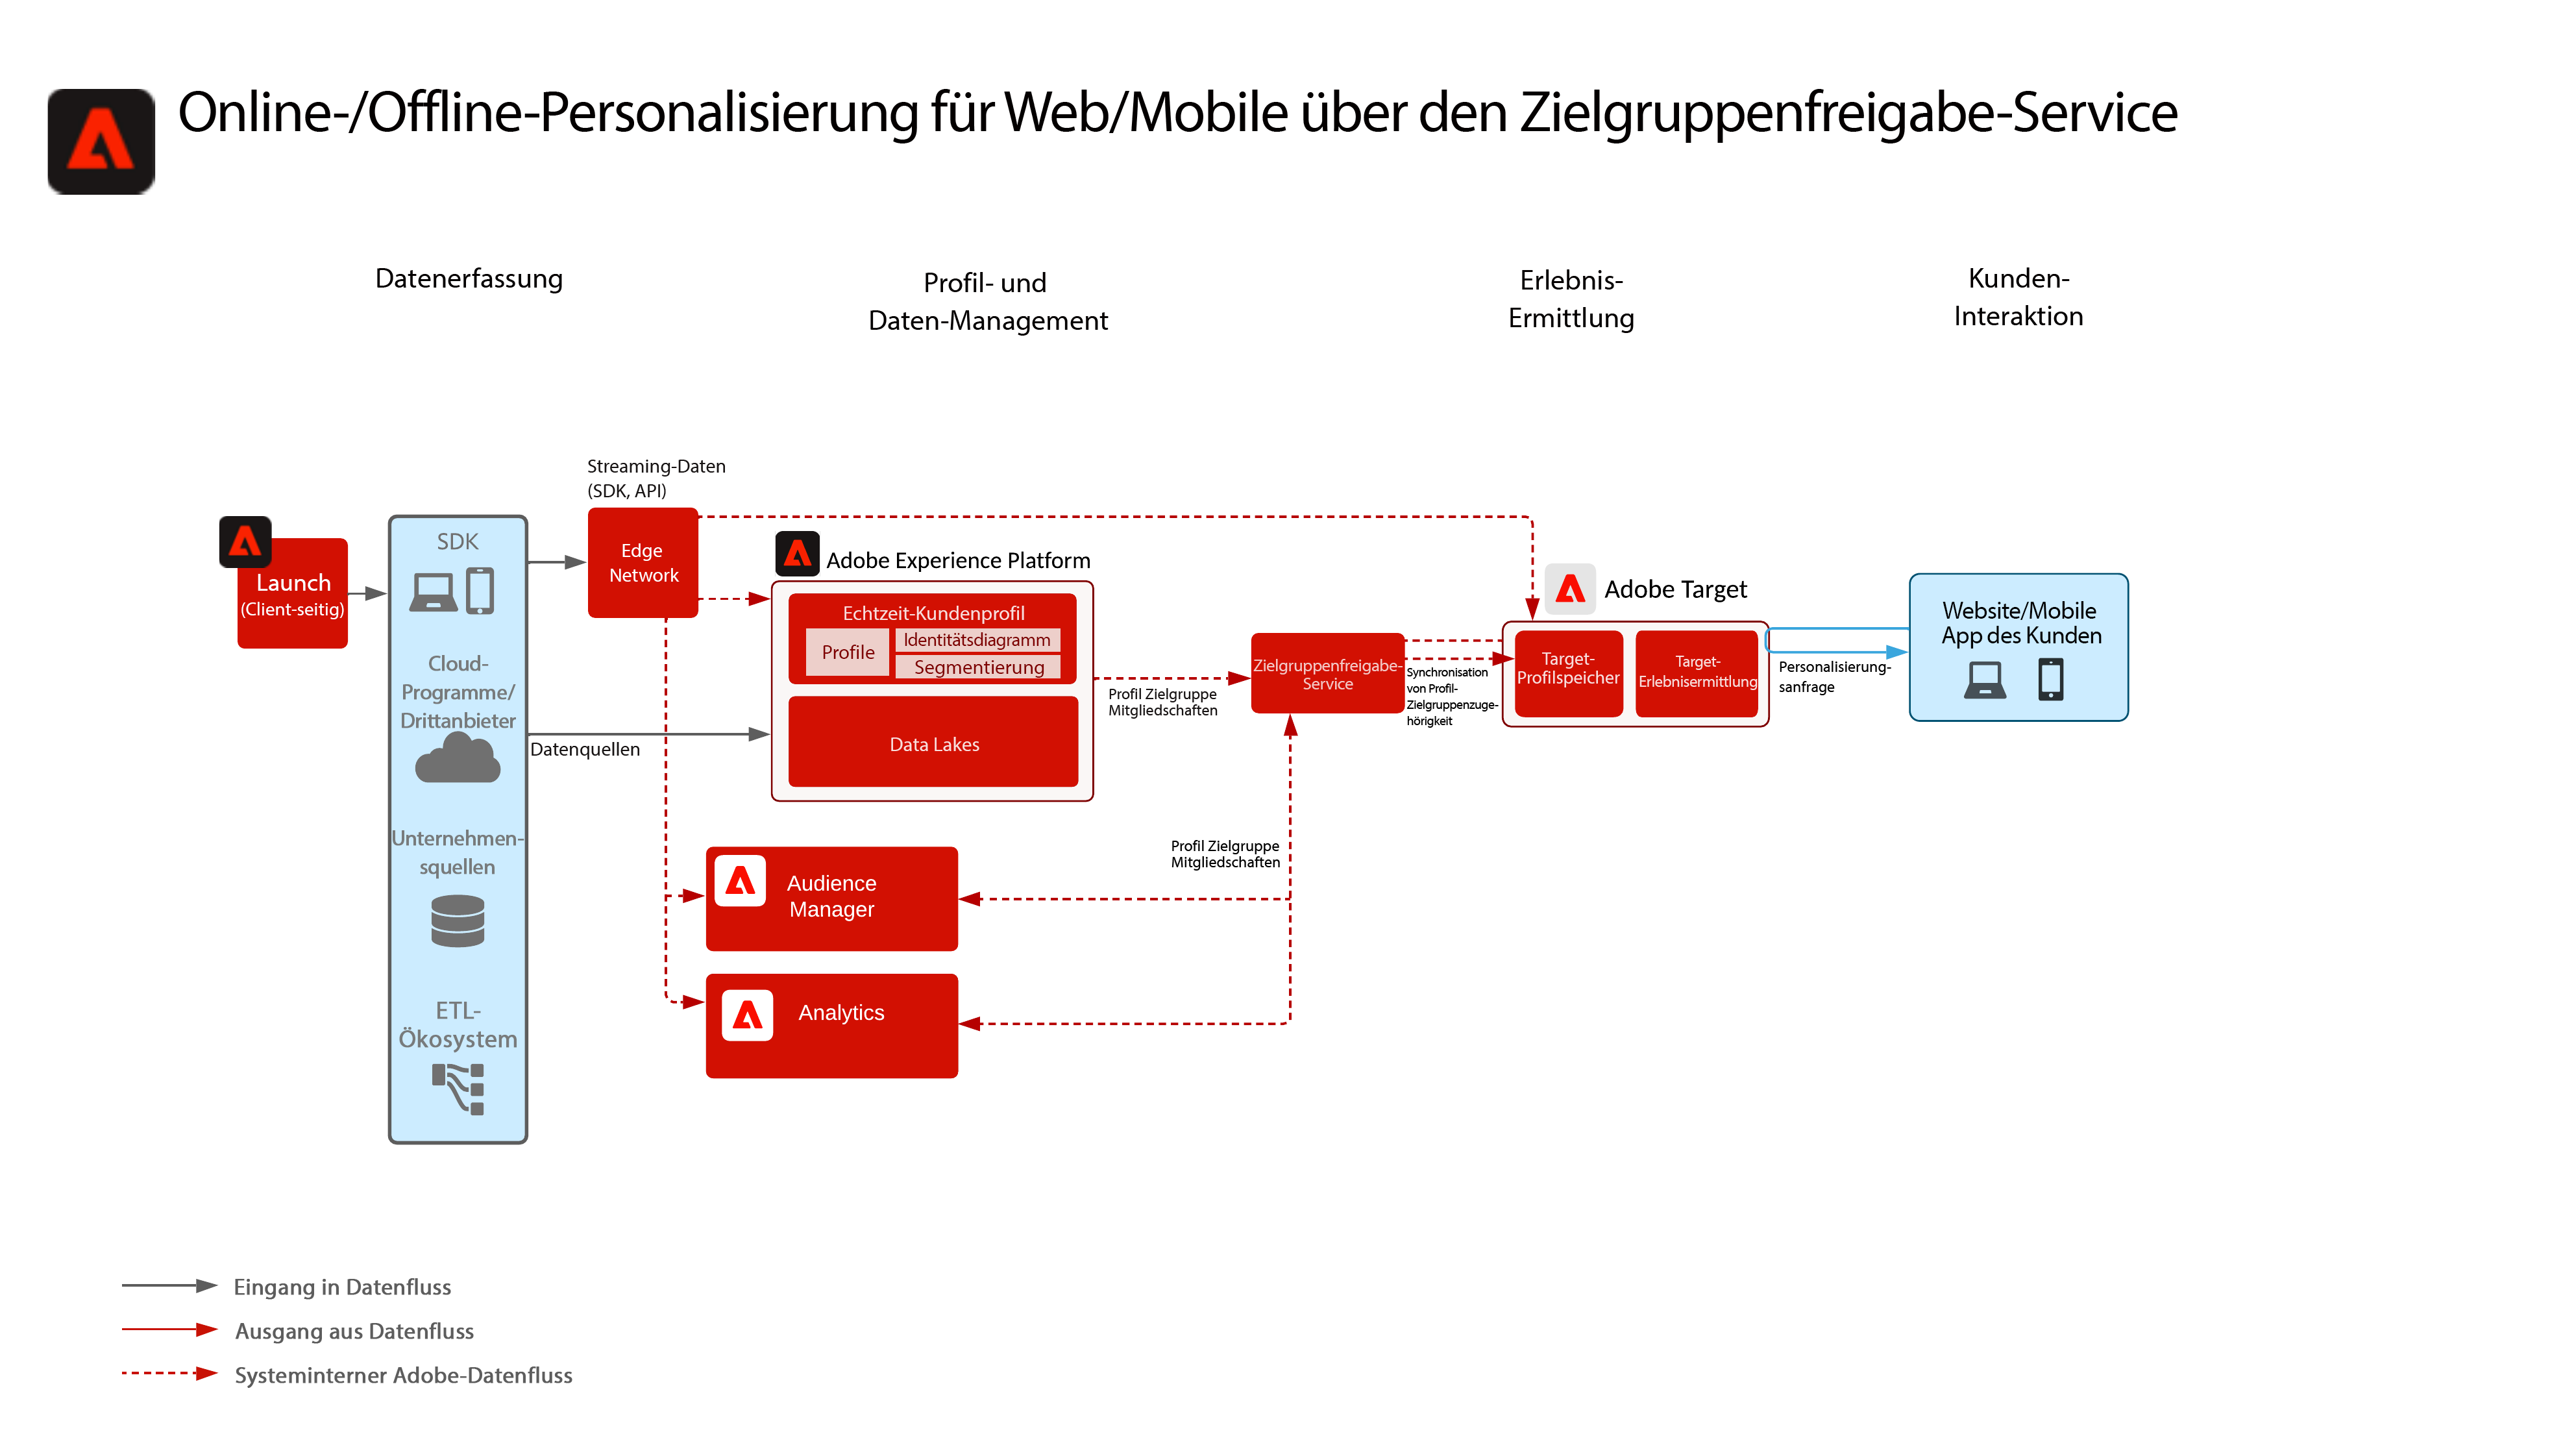 Online-/Offline-Personalisierung für Web/Mobile über den Zielgruppenfreigabe-Service
Datenerfassung
Profil- und
Daten-Management
Erlebnis-
Ermittlung
Kunden-
Interaktion
Launch
(Client-seitig)
SDK
Cloud-
Programme/
Drittanbieter
Unternehmen-
squellen
ETL-
Ökosystem
Streaming-Daten
(SDK, API)
Edge
Network
Datenquellen
Adobe Experience Platform
Echtzeit-Kundenprofil
Profile
Identitätsdiagramm
Segmentierung
Data Lakes
Audience
Manager
Analytics
Profil Zielgruppe
Mitgliedschaften
Profil Zielgruppe
Mitgliedschaften
Zielgruppenfreigabe-
Service
Synchronisation
von Profil-
Zielgruppenzuge-
hörigkeit
Adobe Target
Target-
Profilspeicher
Target-
Erlebnisermittlung
Personalisierung-
sanfrage
Website/Mobile
App des Kunden
Eingang in Datenfluss
Ausgang aus Datenfluss
Systeminterner Adobe-Datenfluss